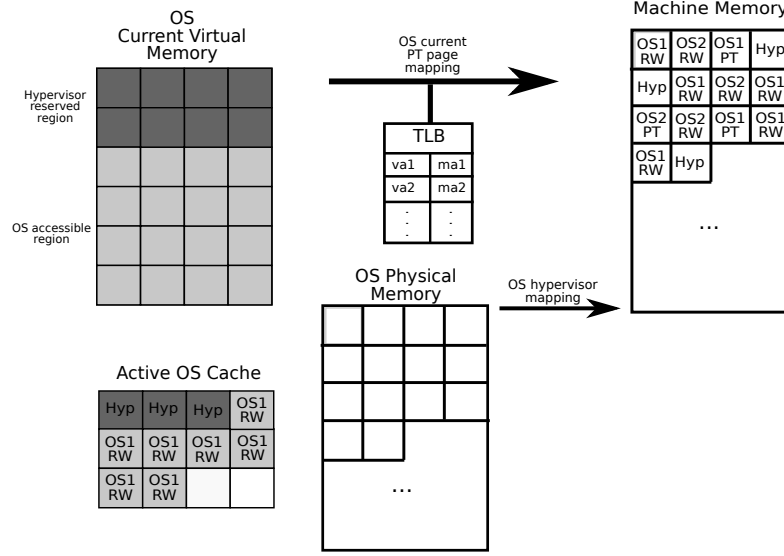 OS
Current Virtual
Memory
Hypervisor
reserved
region
OS accessible
region
OS current
PT page
mapping
TLB
va1 ma1
va2 ma2
. .
. .
. .
Machine Memory
OS1 RW OS2 RW OS1 PT Hyp
Hyp OS1 RW OS2 RW OS1 RW
OS2 PT OS2 RW OS1 PT OS1 RW
OS1 RW Hyp
...
OS Physical
Memory
...
OS hypervisor
mapping
Active OS Cache
Hyp Hyp Hyp OS1 RW
OS1 RW OS1 RW OS1 RW OS1 RW
OS1 RW OS1 RW